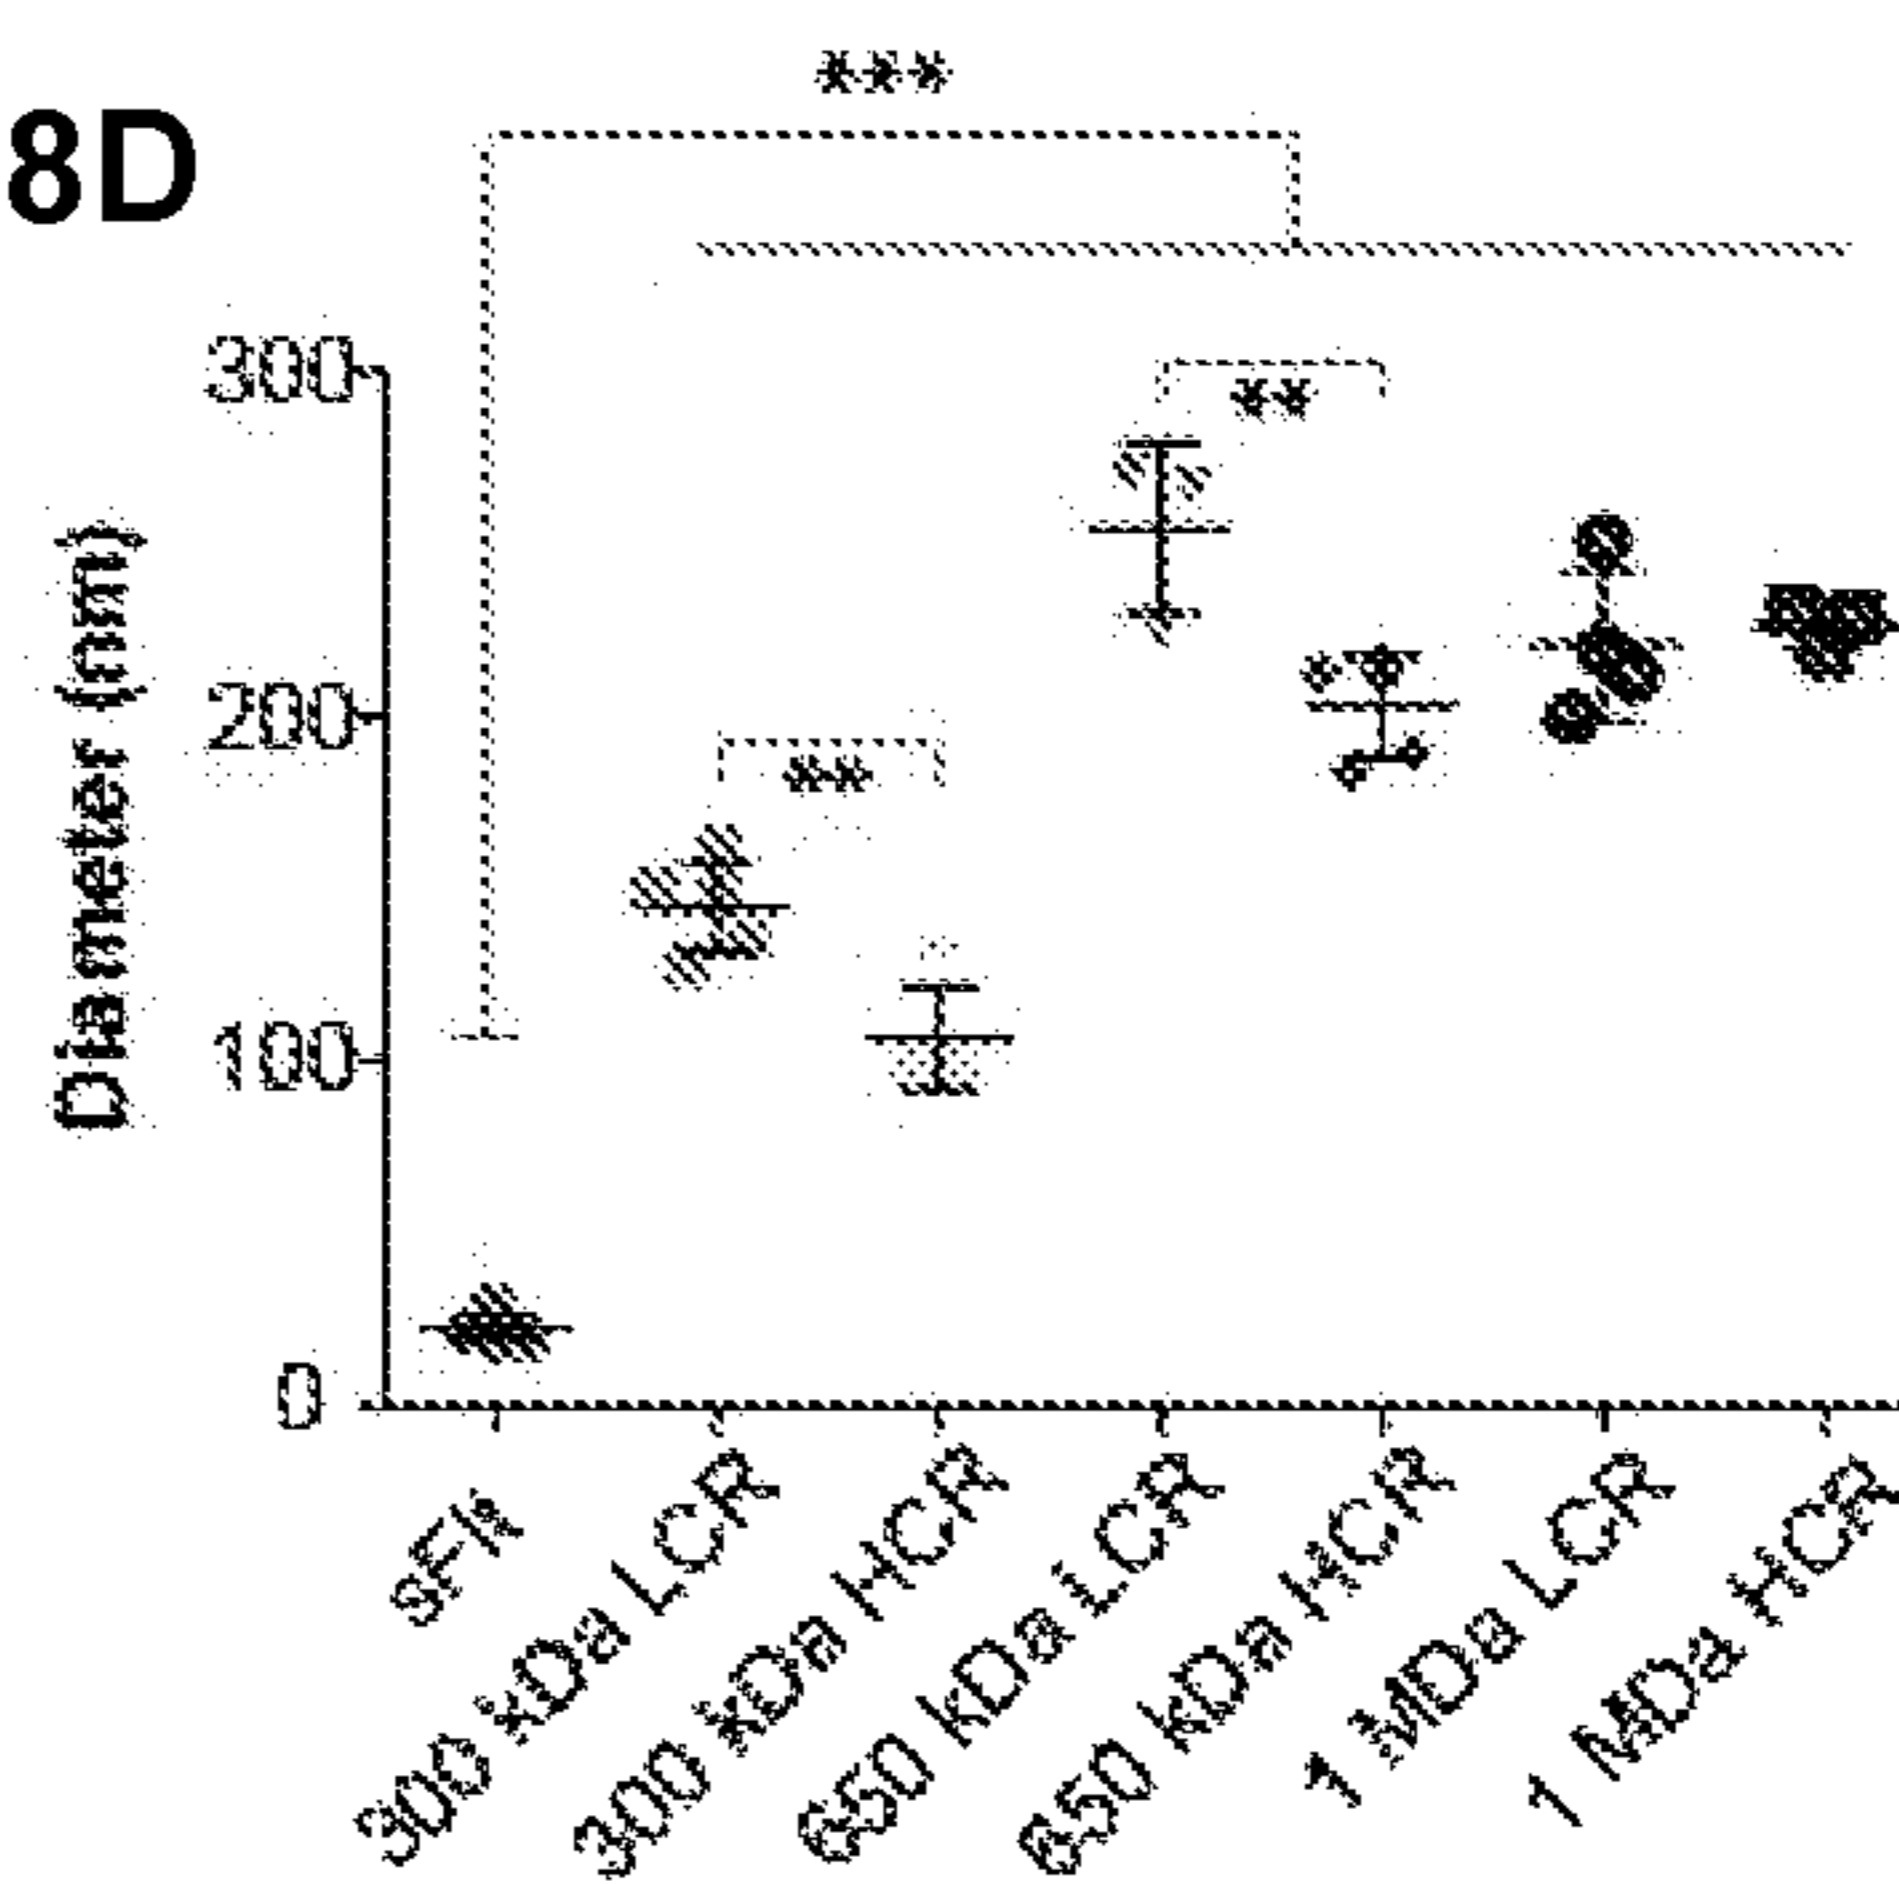 ***
8D
300
**
200
**
100
0
Diameter (nm)
sFlt
300 kDa LCR
300 kDa HCR
650 kDa LCR
650 kDa HCR
1 MDa LCR
1 MDa HCR